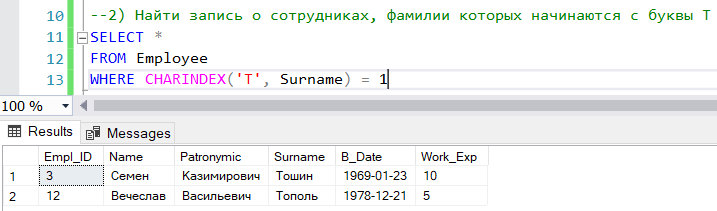 10 --2) Найти запись о сотрудниках, фамилии которых начинаются с буквы Т
11 SELECT *
12 FROM Employee
13 WHERE CHARINDEX('Т', Surname) = 1
100 %
Results Messages
Empl_ID Name Patronymic Surname B_Date Work_Exp
1 3 Семен Казимирович Тошин 1969-01-23 10
2 12 Вечеслав Васильевич Тополь 1978-12-21 5